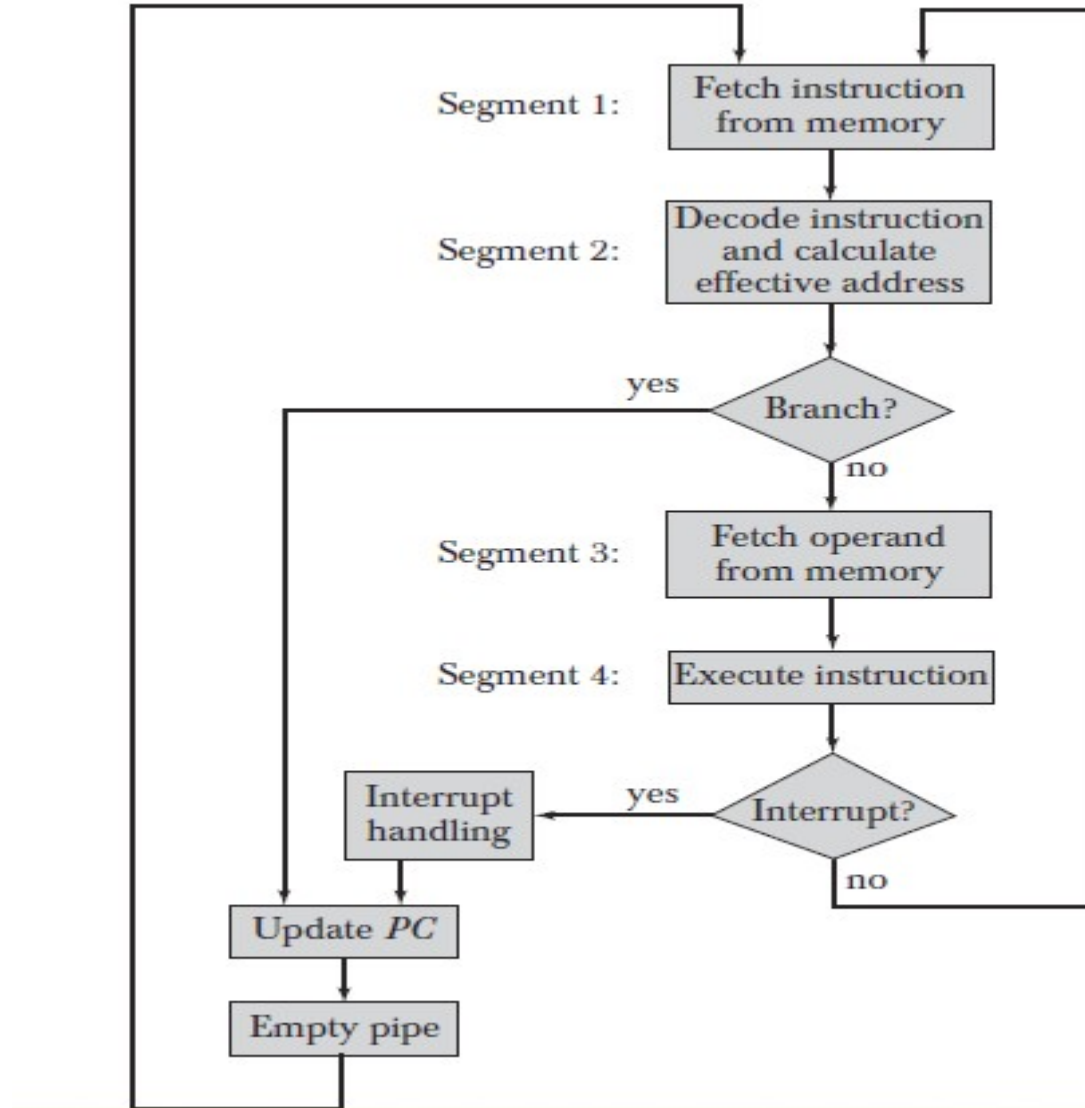 Segment 1:
Fetch instruction
from memory
Segment 2:
Decode instruction
and calculate
effective address
yes
Branch?
no
Segment 3:
Fetch operand
from memory
Segment 4:
Execute instruction
Interrupt
handling
yes
Interrupt?
no
Update PC
Empty pipe